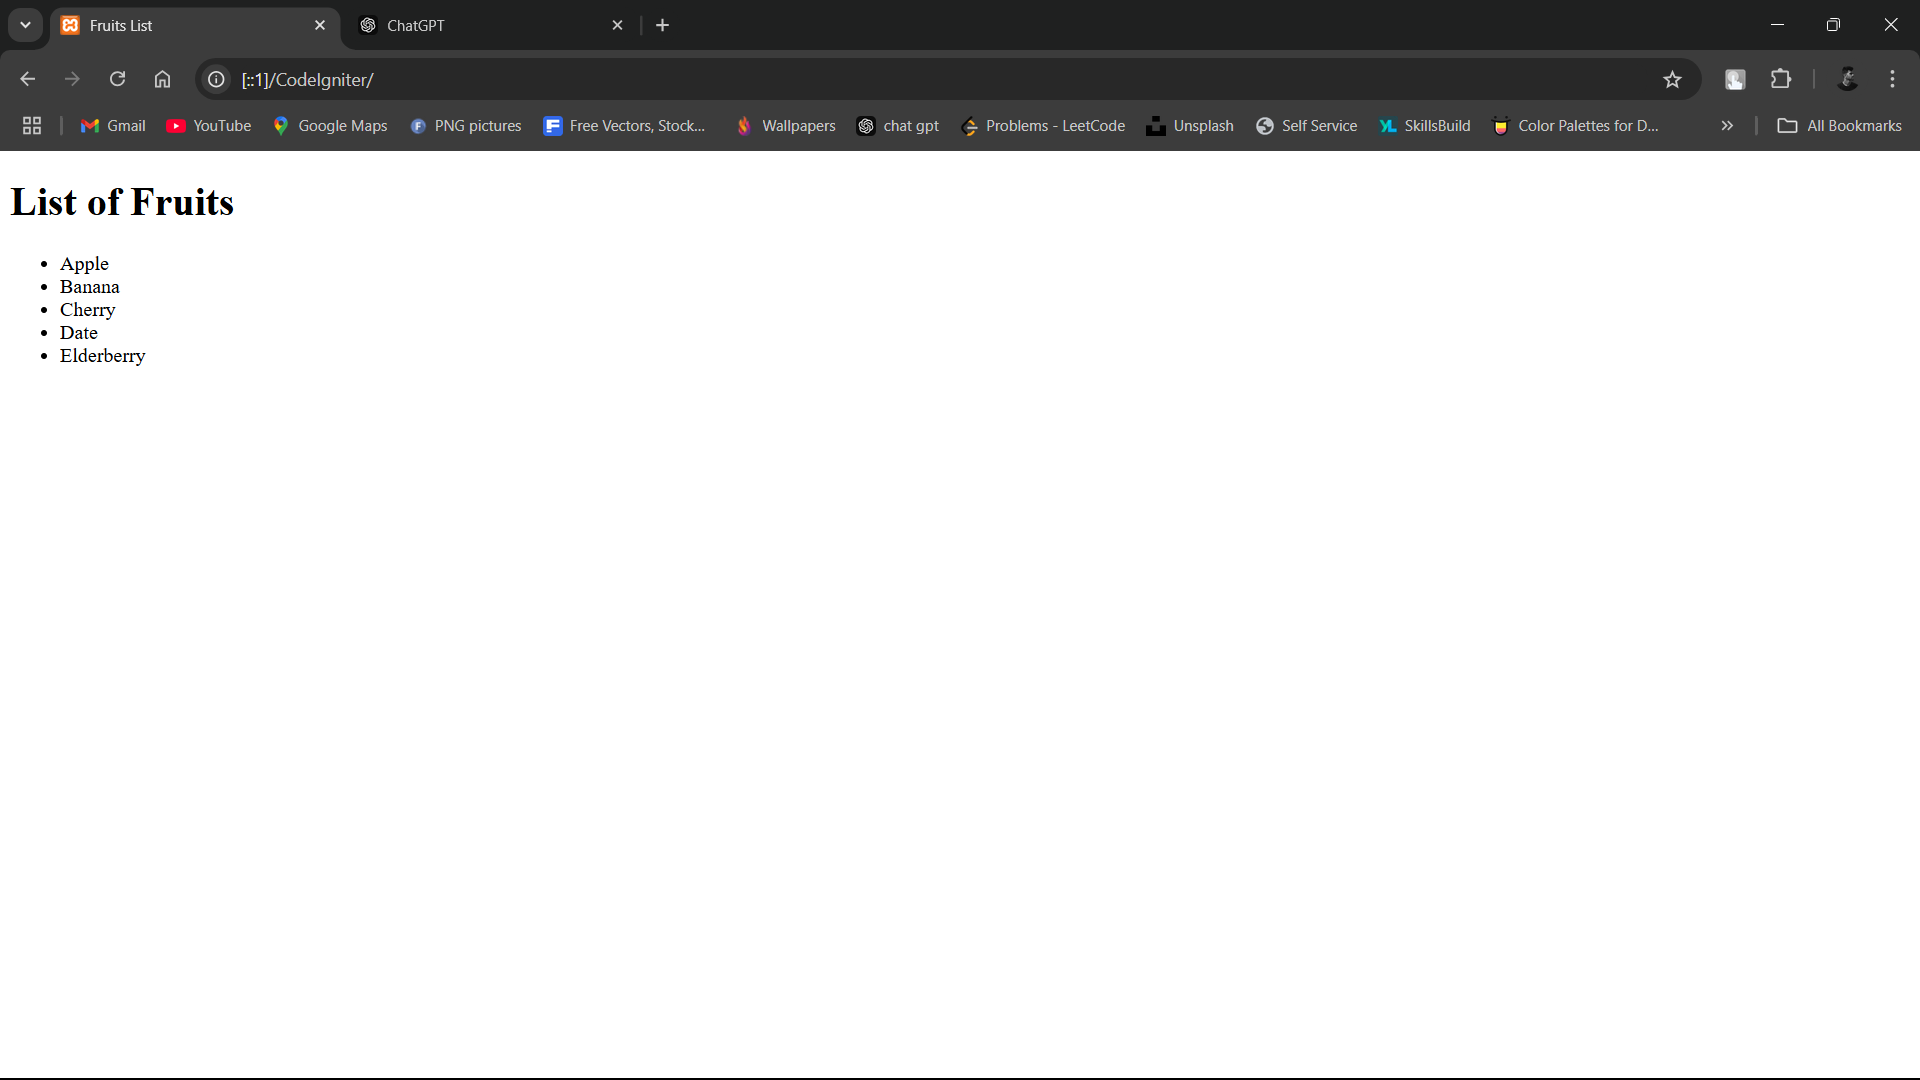 Fruits List
ChatGPT
[::1]/CodeIgniter/
Gmail
YouTube
Google Maps
PNG pictures
Free Vectors, Stock...
Wallpapers
chat gpt
Problems - LeetCode
Unsplash
Self Service
SkillsBuild
Color Palettes for D...
All Bookmarks
List of Fruits
• Apple
• Banana
• Cherry
• Date
• Elderberry